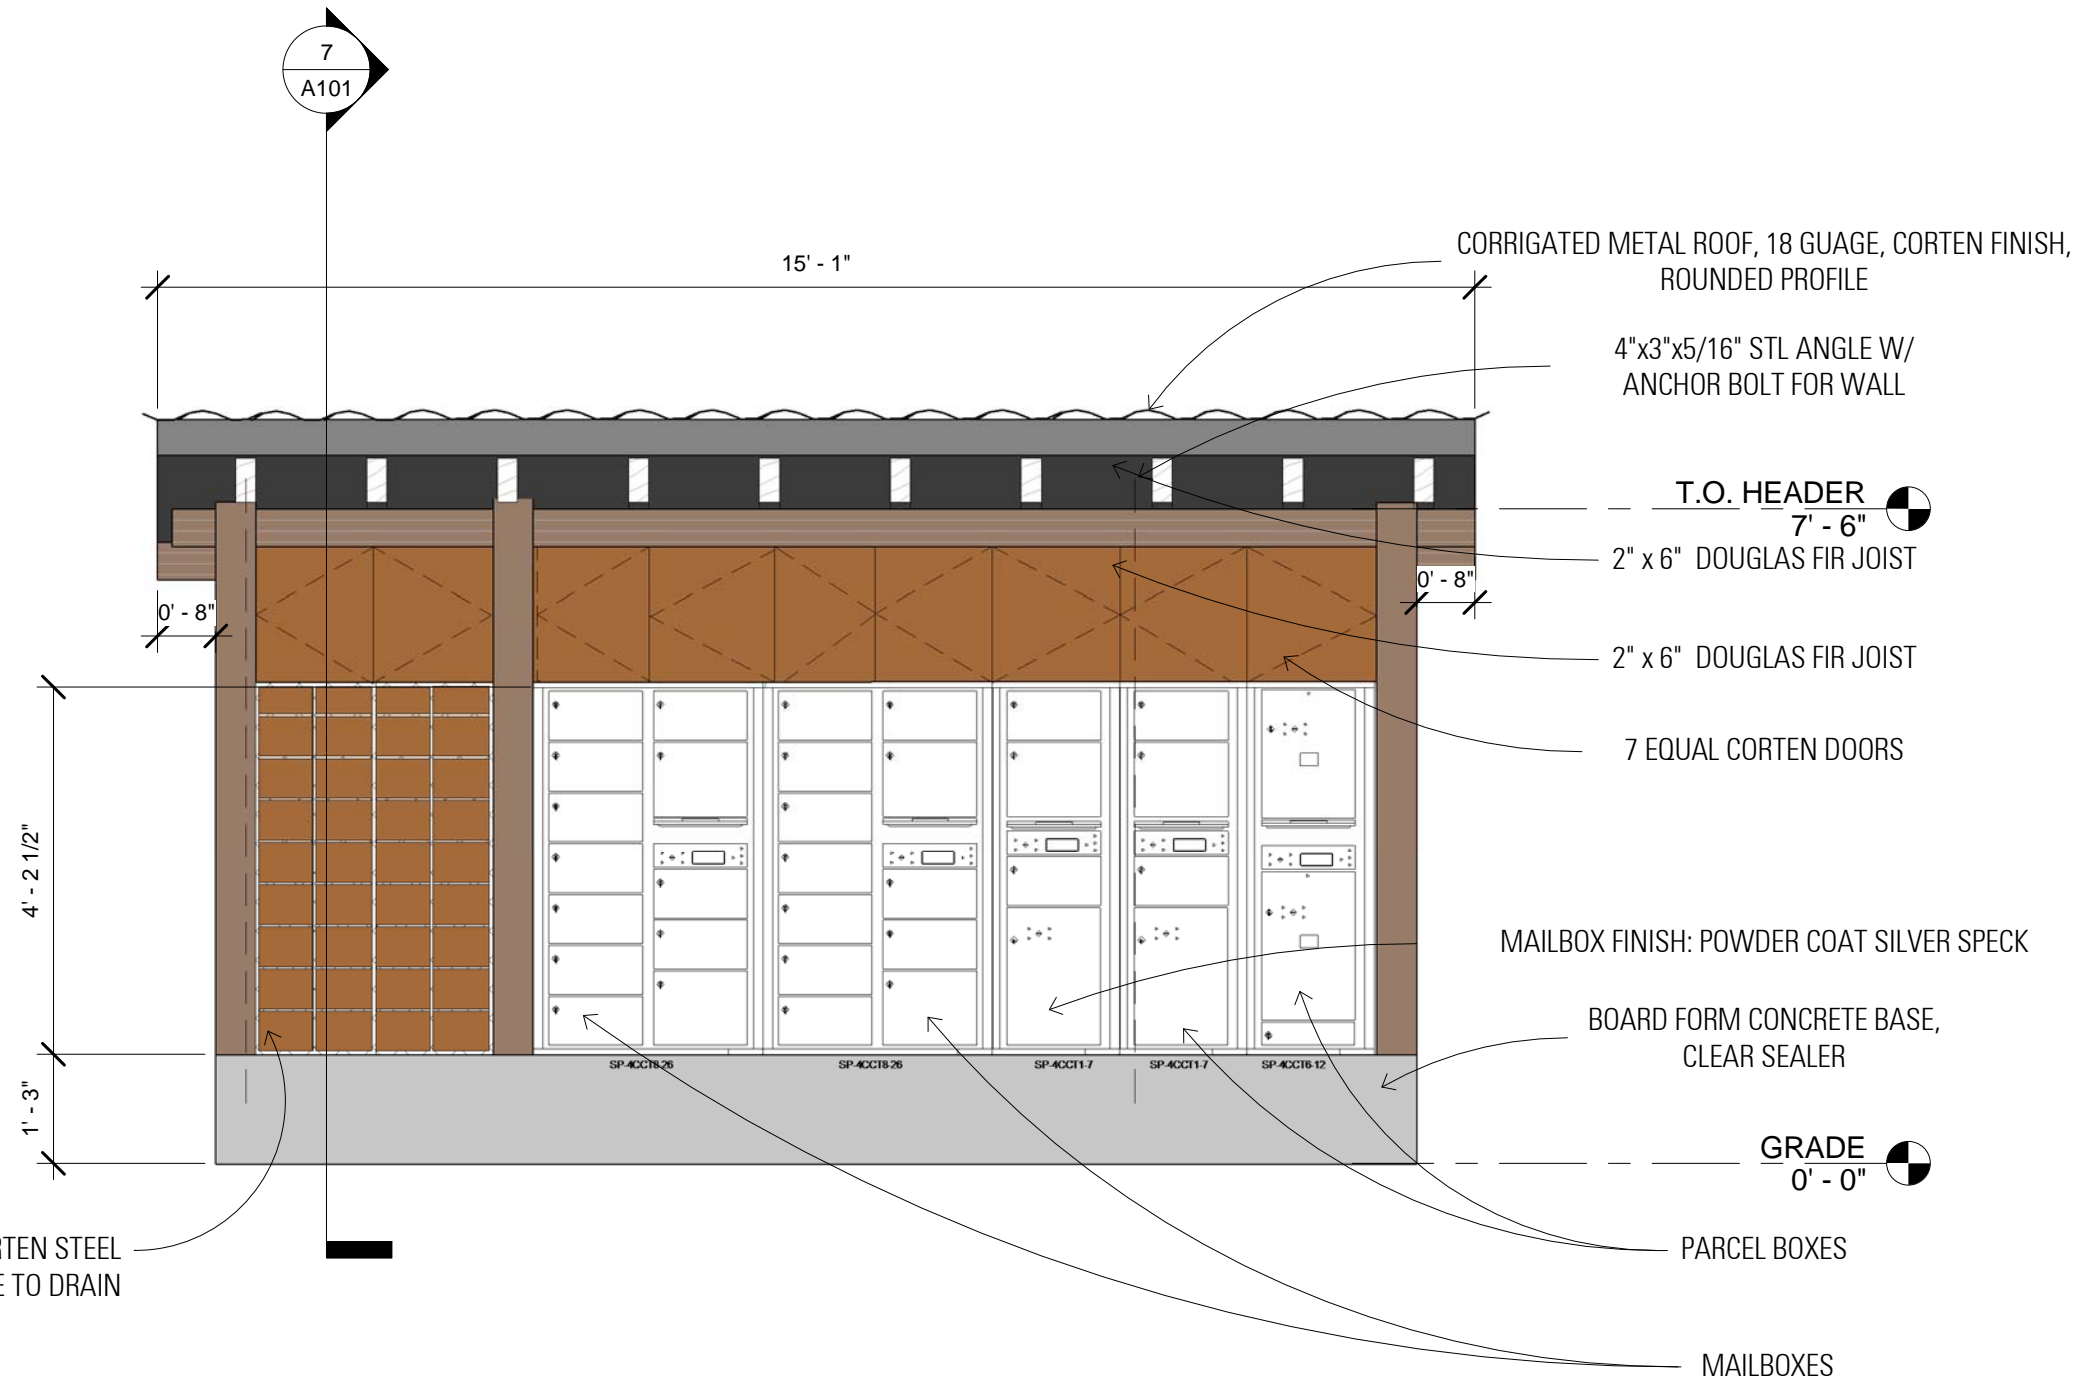 7
A101
15' - 1"
CORRIGATED METAL ROOF, 18 GUAGE, CORTEN FINISH,
ROUNDED PROFILE
4"x3"x5/16" STL ANGLE W/
ANCHOR BOLT FOR WALL
T.O. HEADER
7' - 6"
2" x 6" DOUGLAS FIR JOIST
0' - 8"
0' - 8"
2" x 6" DOUGLAS FIR JOIST
7 EQUAL CORTEN DOORS
4' - 2 1/2"
MAILBOX FINISH: POWDER COAT SILVER SPECK
BOARD FORM CONCRETE BASE,
CLEAR SEALER
SP-4CCT8-26
SP-4CCT8-26
SP-4CCT1-7
SP-4CCT1-7
SP-4CCT6-12
1' - 3"
GRADE
0' - 0"
RTEN STEEL
E TO DRAIN
PARCEL BOXES
MAILBOXES